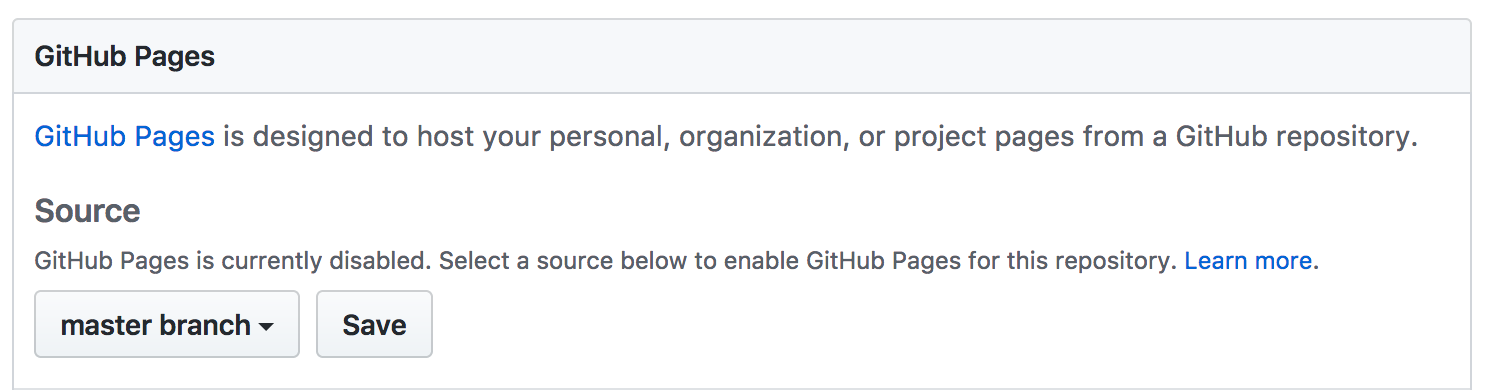 GitHub Pages
GitHub Pages is designed to host your personal, organization, or project pages from a GitHub repository.
Source
GitHub Pages is currently disabled. Select a source below to enable GitHub Pages for this repository. Learn more.
master branch Save